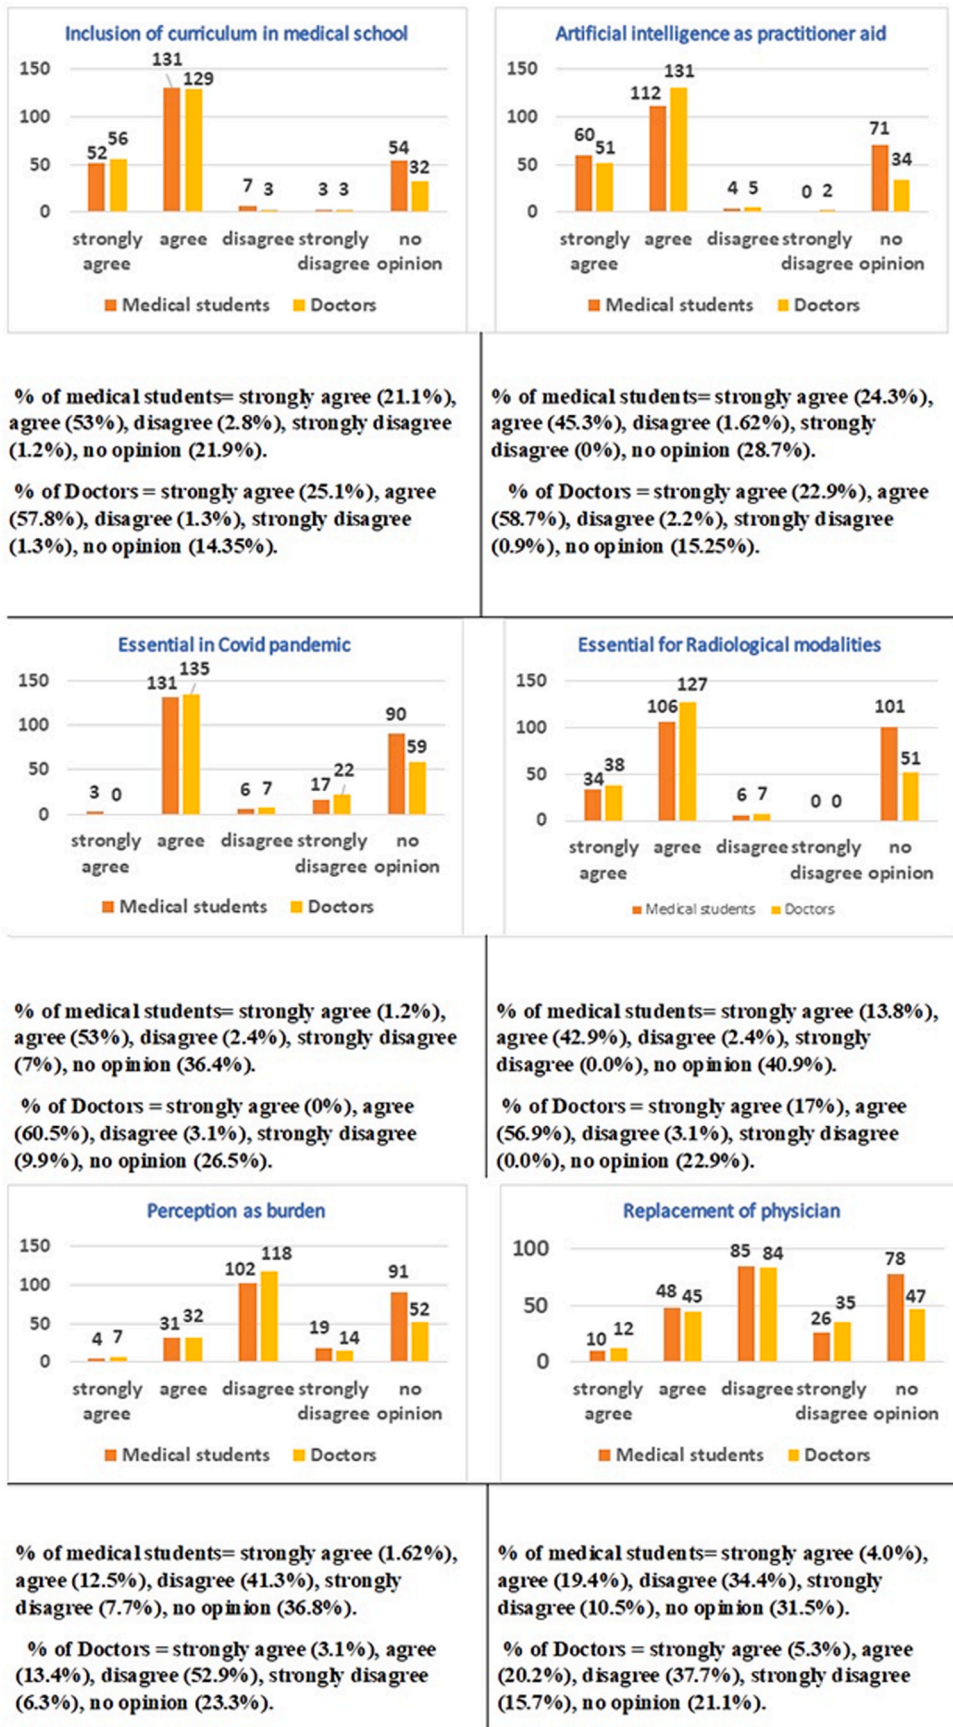 Inclusion of curriculum in medical school
150
100
50
0
52
56
131
129
7
3
3
3
54
32
strongly agree
agree
disagree
strongly disagree
no opinion
Medical students
Doctors
Artificial intelligence as practitioner aid
150
100
50
0
60
51
112
131
4
5
0
2
71
34
strongly agree
agree
disagree
strongly disagree
no opinion
Medical students
Doctors
% of medical students= strongly agree (21.1%),
agree (53%), disagree (2.8%), strongly disagree
(1.2%), no opinion (21.9%).
% of Doctors = strongly agree (25.1%), agree
(57.8%), disagree (1.3%), strongly disagree
(1.3%), no opinion (14.35%).
% of medical students= strongly agree (24.3%),
agree (45.3%), disagree (1.62%), strongly
disagree (0%), no opinion (28.7%).
% of Doctors = strongly agree (22.9%), agree
(58.7%), disagree (2.2%), strongly disagree
(0.9%), no opinion (15.25%).
Essential in Covid pandemic
150
100
50
0
3
0
131
135
6
7
17
22
90
59
strongly agree
agree
disagree
strongly disagree
no opinion
Medical students
Doctors
Essential for Radiological modalities
150
100
50
0
34
38
106
127
6
7
0
0
101
51
strongly agree
agree
disagree
strongly disagree
no opinion
Medical students
Doctors
% of medical students= strongly agree (1.2%),
agree (53%), disagree (2.4%), strongly disagree
(7%), no opinion (36.4%).
% of Doctors = strongly agree (0%), agree
(60.5%), disagree (3.1%), strongly disagree
(9.9%), no opinion (26.5%).
% of medical students= strongly agree (13.8%),
agree (42.9%), disagree (2.4%), strongly
disagree (0.0%), no opinion (40.9%).
% of Doctors = strongly agree (17%), agree
(56.9%), disagree (3.1%), strongly disagree
(0.0%), no opinion (22.9%).
Perception as burden
150
100
50
0
4
7
31
32
102
118
19
14
91
52
strongly agree
agree
disagree
strongly disagree
no opinion
Medical students
Doctors
Replacement of physician
100
50
0
10
12
48
45
85
84
26
35
78
47
strongly agree
agree
disagree
strongly disagree
no opinion
Medical students
Doctors
% of medical students= strongly agree (1.62%),
agree (12.5%), disagree (41.3%), strongly
disagree (7.7%), no opinion (36.8%).
% of Doctors = strongly agree (3.1%), agree
(13.4%), disagree (52.9%), strongly disagree
(6.3%), no opinion (23.3%).
% of medical students= strongly agree (4.0%),
agree (19.4%), disagree (34.4%), strongly
disagree (10.5%), no opinion (31.5%).
% of Doctors = strongly agree (5.3%), agree
(20.2%), disagree (37.7%), strongly disagree
(15.7%), no opinion (21.1%).